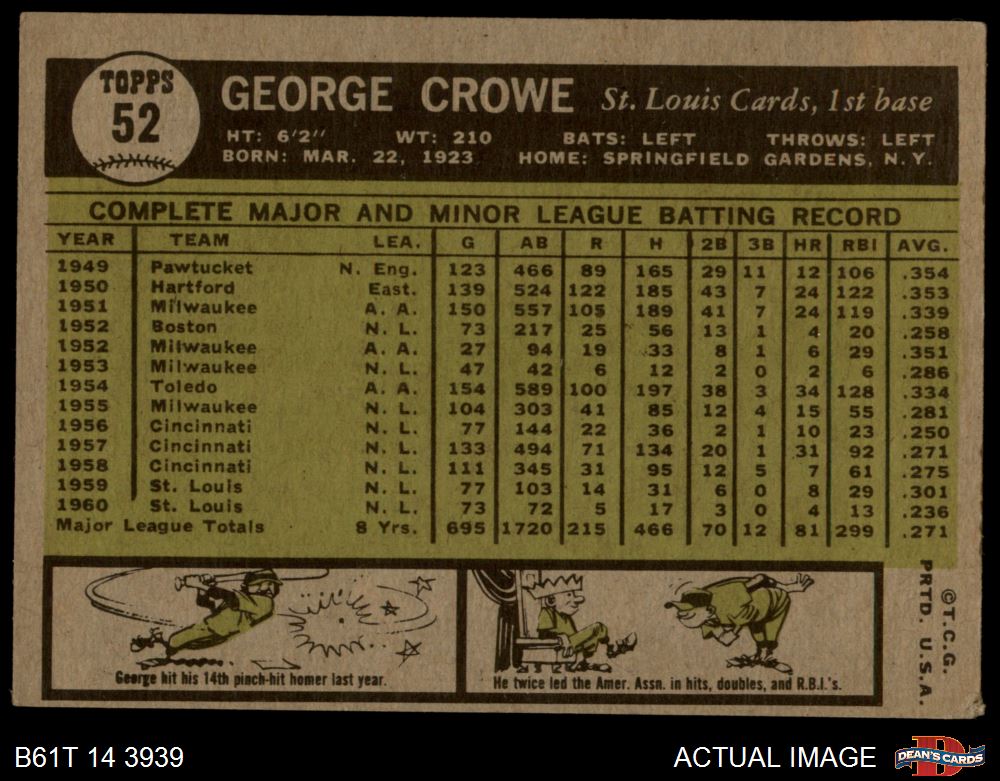 TOPPS
52
GEORGE CROWE St. Louis Cards, 1st base
HT: 6'2" WT: 210 BATS: LEFT THROWS: LEFT
BORN: MAR. 22, 1923 HOME: SPRINGFIELD GARDENS, N.Y.
COMPLETE MAJOR AND MINOR LEAGUE BATTING RECORD
YEAR TEAM LEA. G AB R H 2B 3B HR RBI AVG.
1949 Pawtucket N. Eng. 123 466 89 165 29 11 12 106 .354
1950 Hartford East. 139 524 122 185 43 7 24 122 .353
1951 Milwaukee A. A. 150 557 105 189 41 7 24 119 .339
1952 Boston N. L. 73 217 25 56 13 1 4 20 .258
1952 Milwaukee A. A. 27 94 19 33 8 1 6 29 .351
1953 Milwaukee N. L. 47 42 6 12 2 0 2 6 .286
1954 Toledo A. A. 154 589 100 197 38 3 34 128 .334
1955 Milwaukee N. L. 104 303 41 85 12 4 15 55 .281
1956 Cincinnati N. L. 77 144 22 36 2 1 10 23 .250
1957 Cincinnati N. L. 133 494 71 134 20 1 31 92 .271
1958 Cincinnati N. L. 111 345 31 95 12 5 7 61 .275
1959 St. Louis N. L. 77 103 14 31 6 0 8 29 .301
1960 St. Louis N. L. 73 72 5 17 3 0 4 13 .236
Major League Totals 8 Yrs. 695 1720 215 466 70 12 81 299 .271
George hit his 14th pinch-hit homer last year.
He twice led the Amer. Assn. in hits, doubles, and R.B.I.'s.
©T.C.G.
PRTD. U.S.A.
B61T 14 3939
ACTUAL IMAGE
D
DEAN'S CARDS